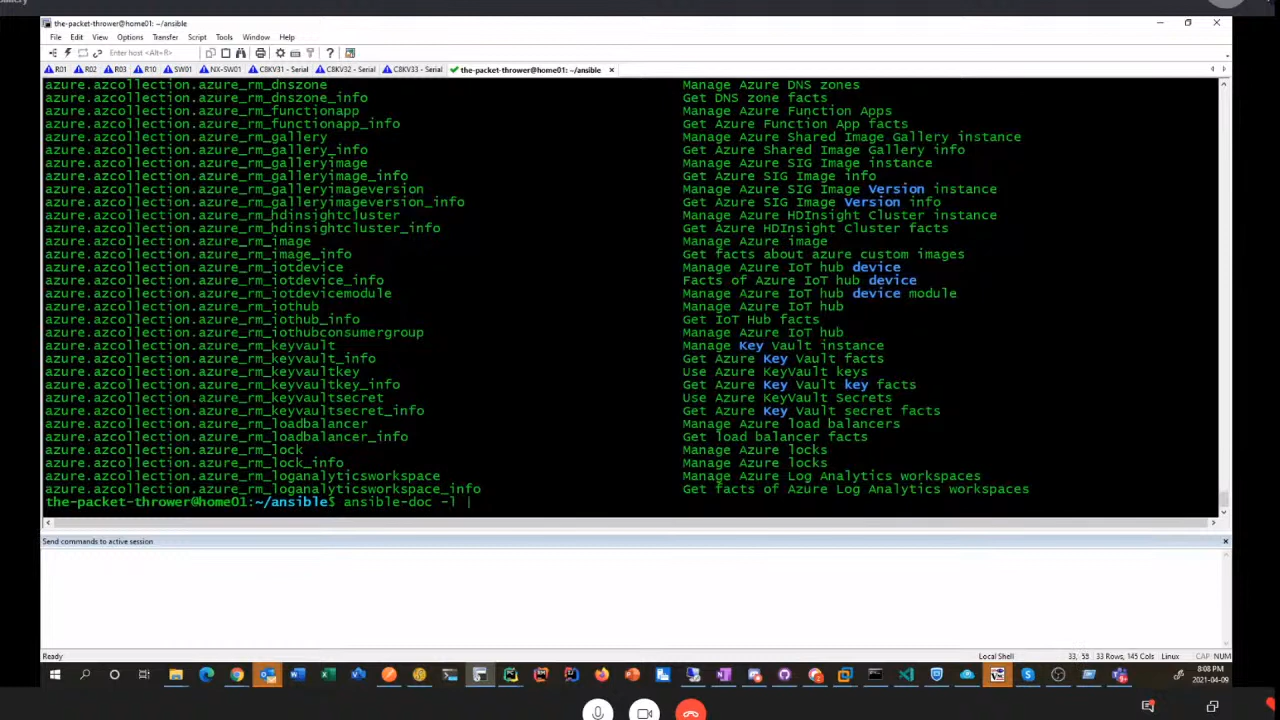 the-packet-thrower@home01: ~/ansible
File Edit View Options Transfer Script Tools Window Help
Enter host <Alt+R>
R01 R02 R03 R10 SW01 NX-SW01 C8KV31 - Serial C8KV32 - Serial C8KV33 - Serial the-packet-thrower@home01: ~/ansible
azure.azcollection.azure_rm_dnszone Manage Azure DNS zones
azure.azcollection.azure_rm_dnszone_info Get DNS zone facts
azure.azcollection.azure_rm_functionapp Manage Azure Function Apps
azure.azcollection.azure_rm_functionapp_info Get Azure Function App facts
azure.azcollection.azure_rm_gallery Manage Azure Shared Image Gallery instance
azure.azcollection.azure_rm_gallery_info Get Azure Shared Image Gallery info
azure.azcollection.azure_rm_galleryimage Manage Azure SIG Image instance
azure.azcollection.azure_rm_galleryimage_info Get Azure SIG Image info
azure.azcollection.azure_rm_galleryimageversion Manage Azure SIG Image Version instance
azure.azcollection.azure_rm_galleryimageversion_info Get Azure SIG Image Version info
azure.azcollection.azure_rm_hdinsightcluster Manage Azure HDInsight Cluster instance
azure.azcollection.azure_rm_hdinsightcluster_info Get Azure HDInsight Cluster facts
azure.azcollection.azure_rm_image Manage Azure image
azure.azcollection.azure_rm_image_info Get facts about azure custom images
azure.azcollection.azure_rm_iotdevice Manage Azure IoT hub device
azure.azcollection.azure_rm_iotdevice_info Facts of Azure IoT hub device
azure.azcollection.azure_rm_iotdevicemodule Manage Azure IoT hub device module
azure.azcollection.azure_rm_iothub Manage Azure IoT hub
azure.azcollection.azure_rm_iothub_info Get IoT Hub facts
azure.azcollection.azure_rm_iothubconsumergroup Manage Azure IoT hub
azure.azcollection.azure_rm_keyvault Manage Key Vault instance
azure.azcollection.azure_rm_keyvault_info Get Azure Key Vault facts
azure.azcollection.azure_rm_keyvaultkey Use Azure KeyVault keys
azure.azcollection.azure_rm_keyvaultkey_info Get Azure Key Vault key facts
azure.azcollection.azure_rm_keyvaultsecret Use Azure KeyVault Secrets
azure.azcollection.azure_rm_keyvaultsecret_info Get Azure Key Vault secret facts
azure.azcollection.azure_rm_loadbalancer Manage Azure load balancers
azure.azcollection.azure_rm_loadbalancer_info Get load balancer facts
azure.azcollection.azure_rm_lock Manage Azure locks
azure.azcollection.azure_rm_lock_info Manage Azure locks
azure.azcollection.azure_rm_loganalyticsworkspace Manage Azure Log Analytics workspaces
azure.azcollection.azure_rm_loganalyticsworkspace_info Get facts of Azure Log Analytics workspaces
the-packet-thrower@home01:~/ansible$ ansible-doc -l |
Send commands to active session
Ready Local Shell 33, 58 33 Rows, 145 Cols Linux CAP NUM
8:08 PM
2021-04-09